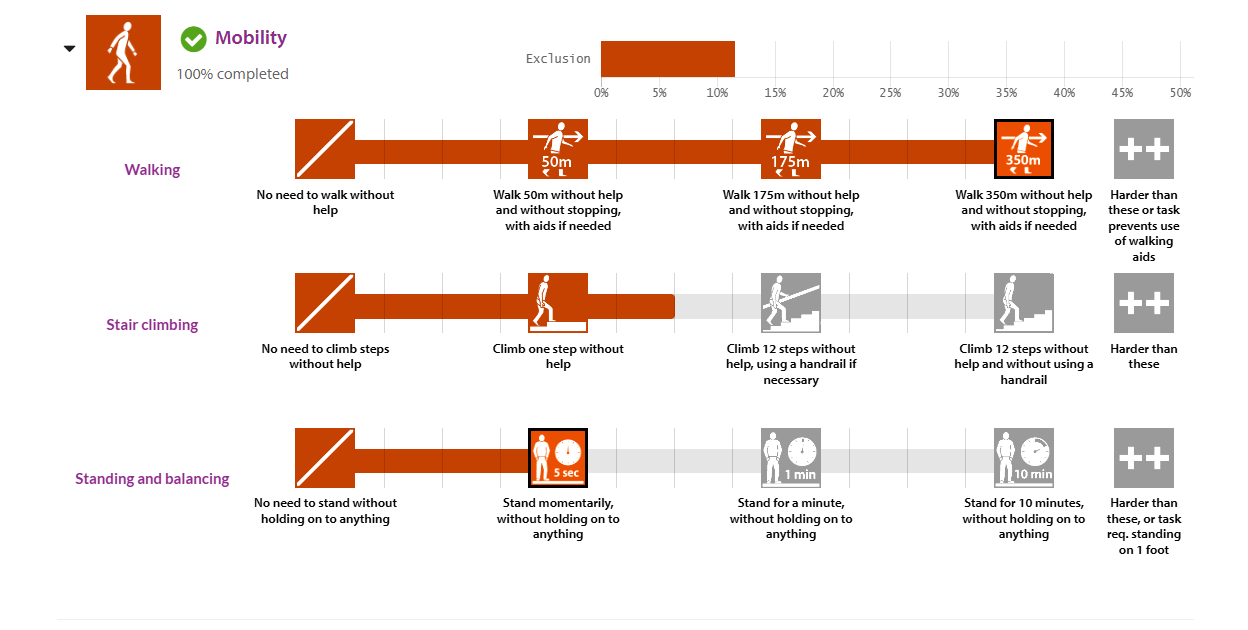 Mobility
100% completed
Exclusion
0% 5% 10% 15% 20% 25% 30% 35% 40% 45% 50%
Walking
50m
175m
350m
No need to walk without
help
Walk 50m without help
and without stopping,
with aids if needed
Walk 175m without help
and without stopping,
with aids if needed
Walk 350m without help
and without stopping,
with aids if needed
++
Harder than
these or task
prevents use
of walking
aids
Stair climbing
No need to climb steps
without help
Climb one step without
help
Climb 12 steps without
help, using a handrail if
necessary
Climb 12 steps without
help and without using a
handrail
++
Harder than
these
Standing and balancing
5 sec
1 min
10 min
No need to stand without
holding on to anything
Stand momentarily,
without holding on to
anything
Stand for a minute,
without holding on to
anything
Stand for 10 minutes,
without holding on to
anything
++
Harder than
these, or task
req. standing
on 1 foot